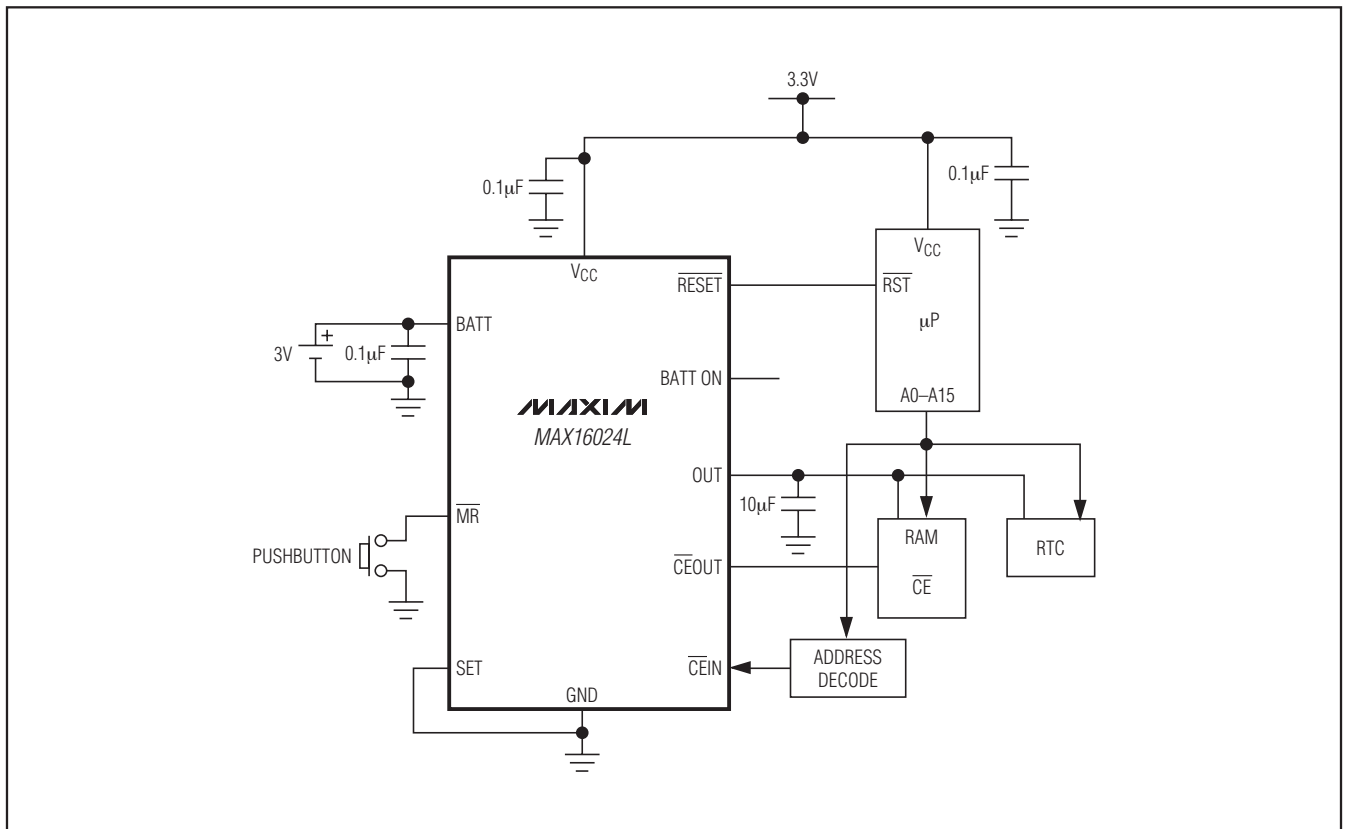 3.3V
0.1μF
0.1μF
VCC
RESET
VCC
RST
μP
A0–A15
BATT
+
3V
0.1μF
BATT ON
MAXIM
MAX16024L
OUT
10μF
RAM
CE
RTC
MR
PUSHBUTTON
CEOUT
SET
CEIN
ADDRESS
DECODE
GND